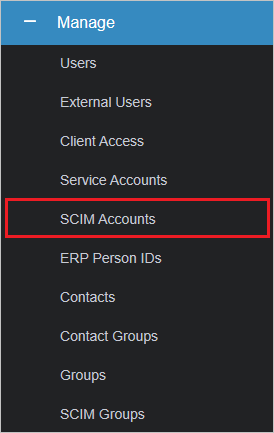 Manage
Users
External Users
Client Access
Service Accounts
SCIM Accounts
ERP Person IDs
Contacts
Contact Groups
Groups
SCIM Groups